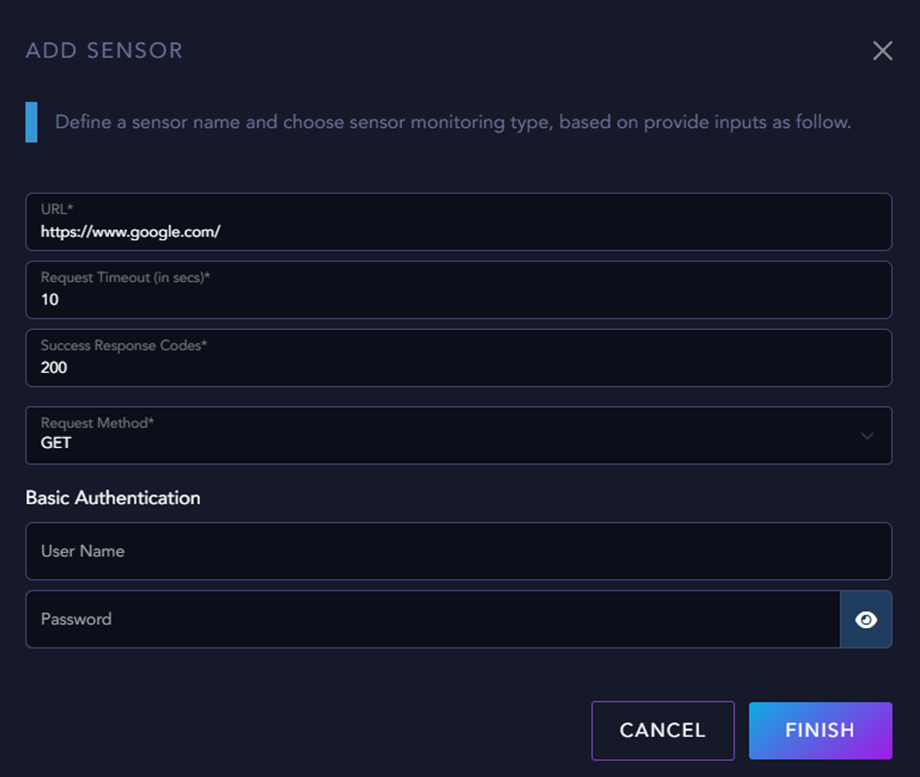 ADD SENSOR
Define a sensor name and choose sensor monitoring type, based on provide inputs as follow.
URL*
https://www.google.com/
Request Timeout (in secs)*
10
Success Response Codes*
200
Request Method*
GET
Basic Authentication
User Name
Password
CANCEL
FINISH